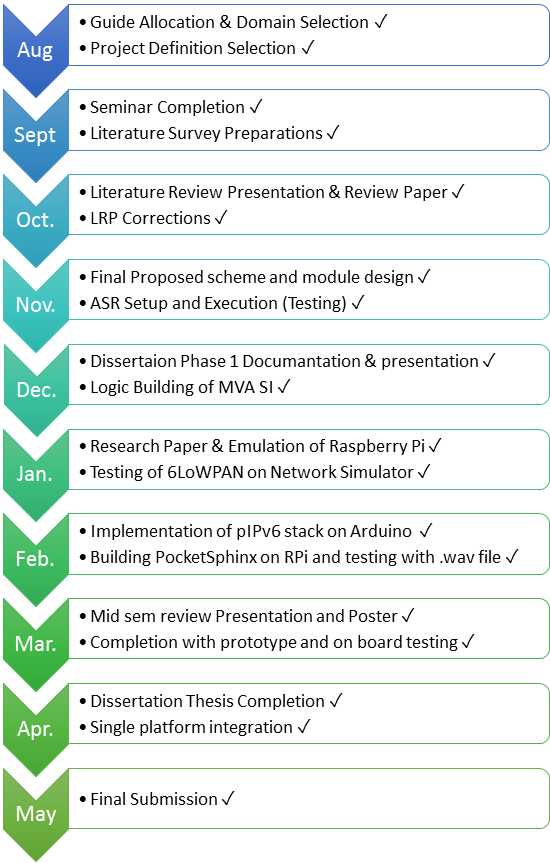 Aug
• Guide Allocation & Domain Selection ✓
• Project Definition Selection ✓
Sept
• Seminar Completion ✓
• Literature Survey Preparations ✓
Oct.
• Literature Review Presentation & Review Paper ✓
• LRP Corrections ✓
Nov.
• Final Proposed scheme and module design ✓
• ASR Setup and Execution (Testing) ✓
Dec.
• Dissertaion Phase 1 Documantation & presentation ✓
• Logic Building of MVA SI ✓
Jan.
• Research Paper & Emulation of Raspberry Pi ✓
• Testing of 6LoWPAN on Network Simulator ✓
Feb.
• Implementation of pIPv6 stack on Arduino ✓
• Building PocketSphinx on RPi and testing with .wav file ✓
Mar.
• Mid sem review Presentation and Poster ✓
• Completion with prototype and on board testing ✓
Apr.
• Dissertation Thesis Completion ✓
• Single platform integration ✓
May
• Final Submission ✓